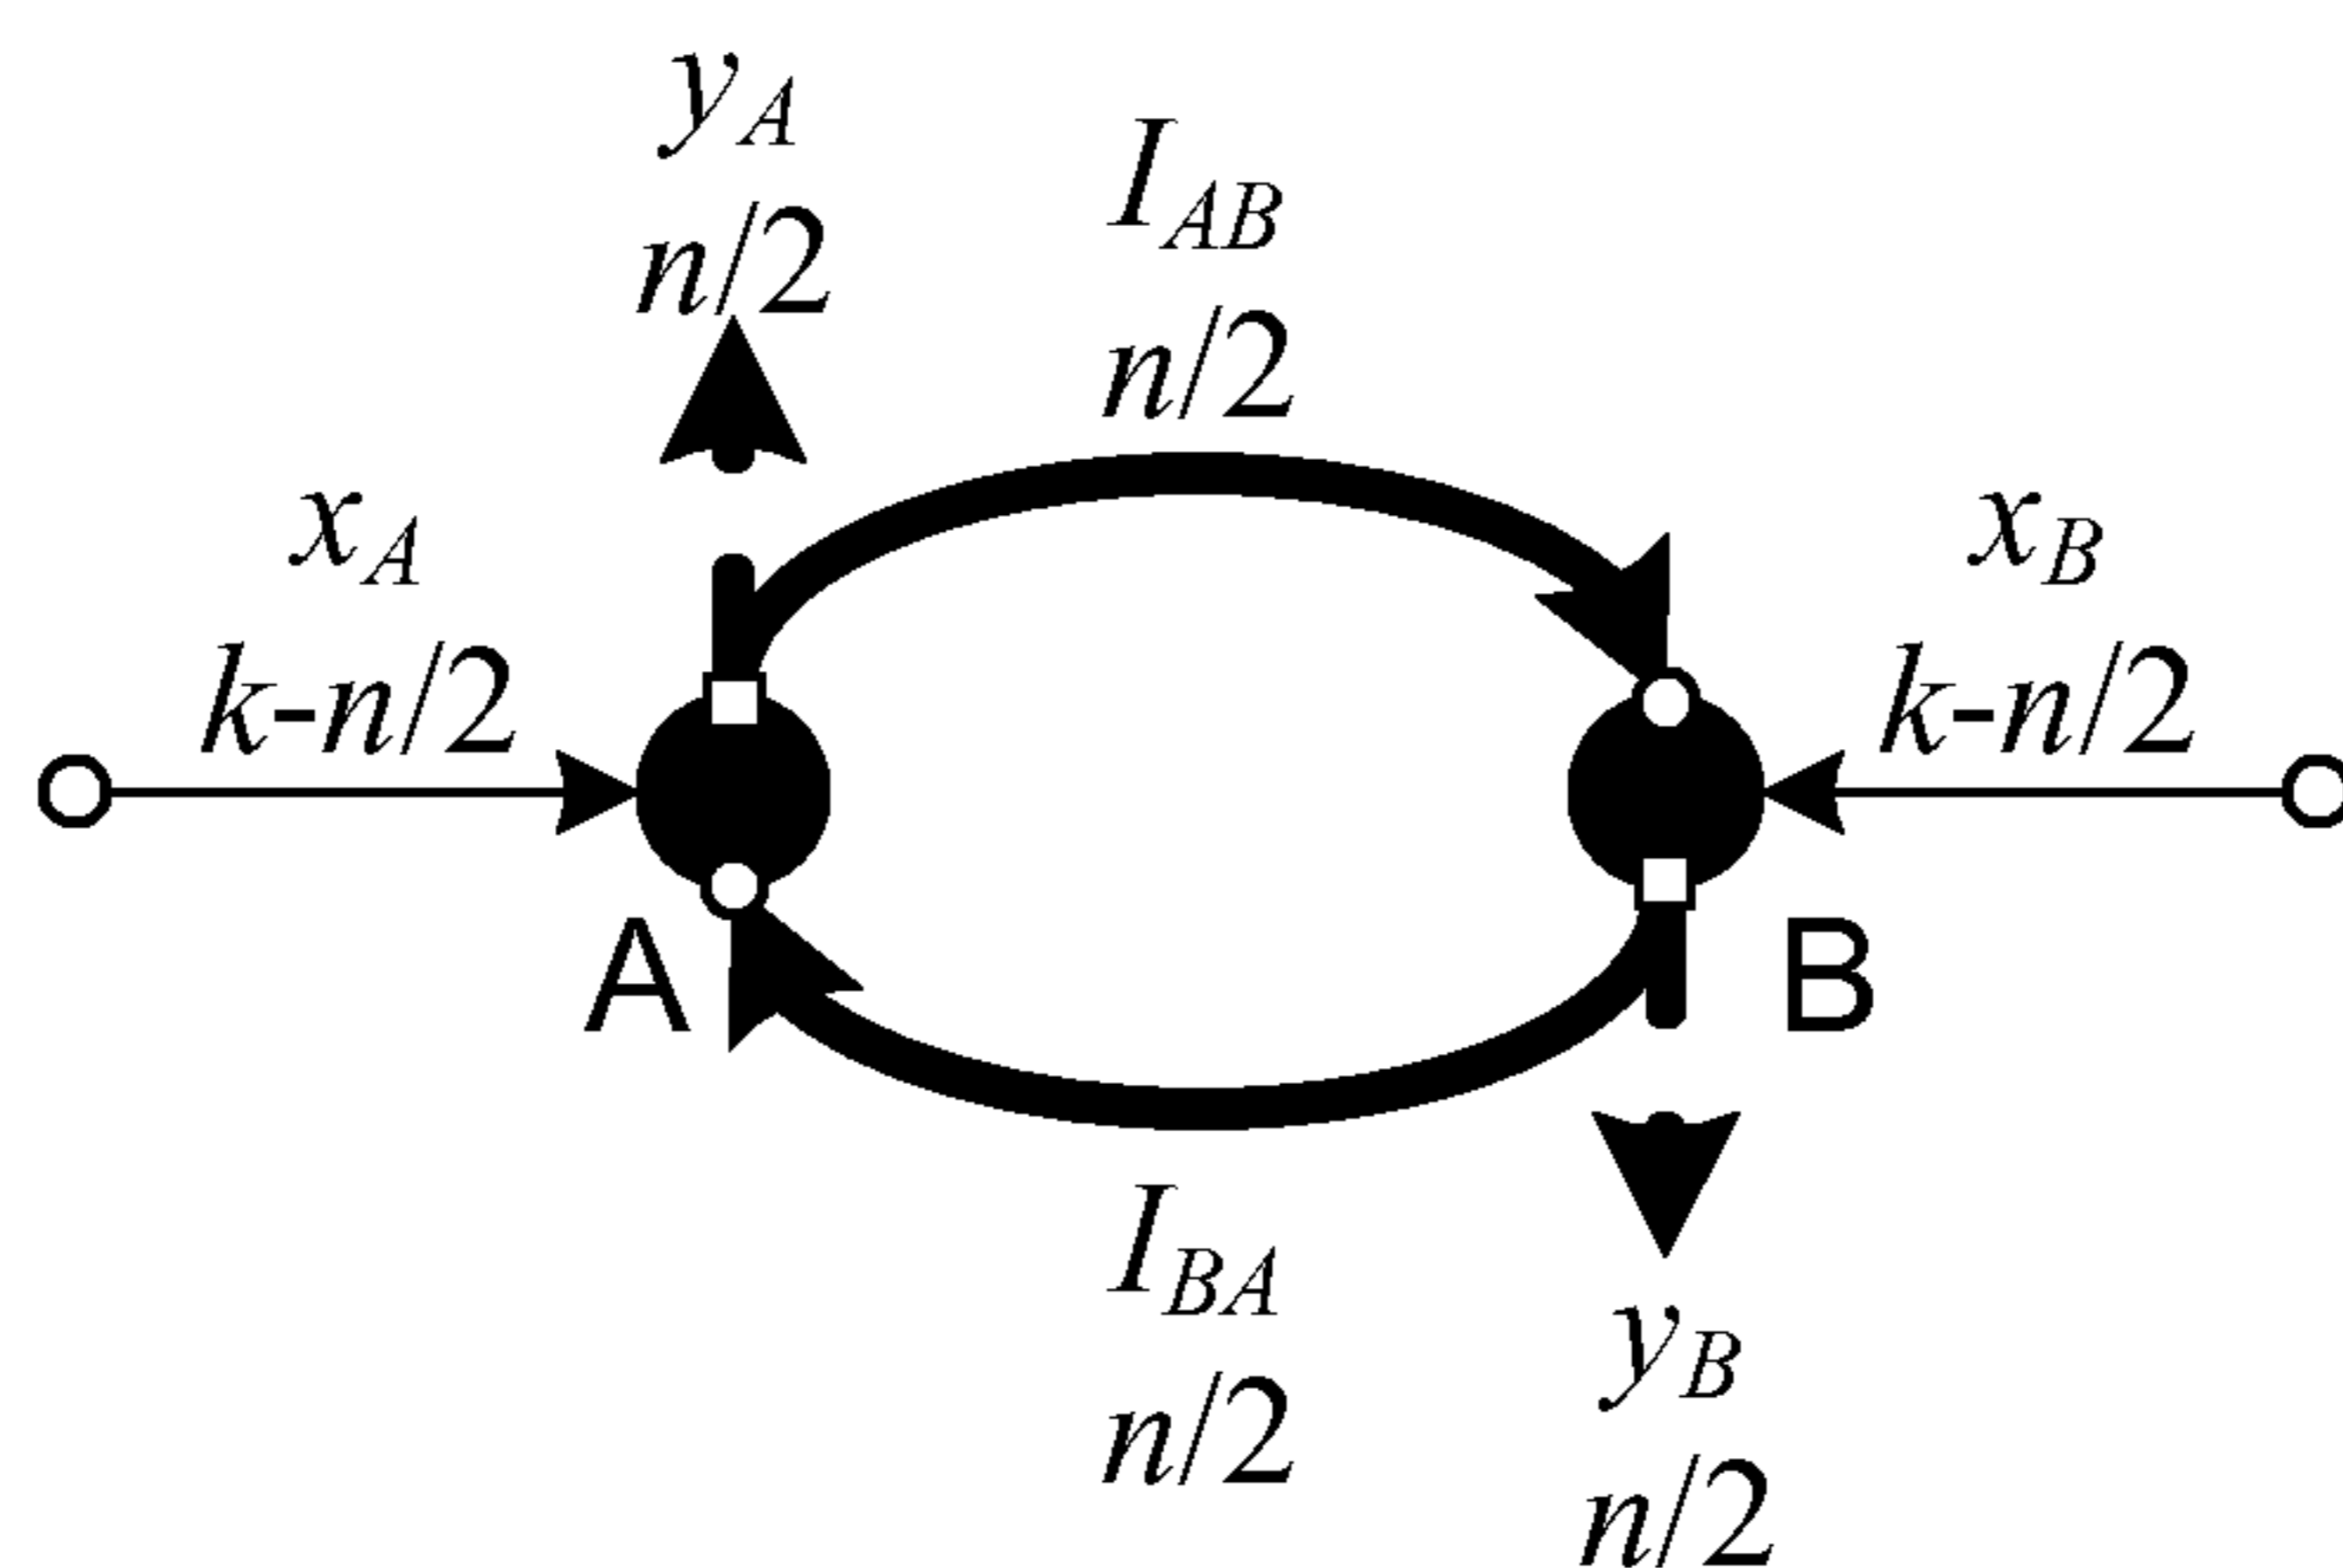 y_A
n/2
I_AB
n/2
x_A
k-n/2
x_B
k-n/2
A
B
I_BA
n/2
y_B
n/2